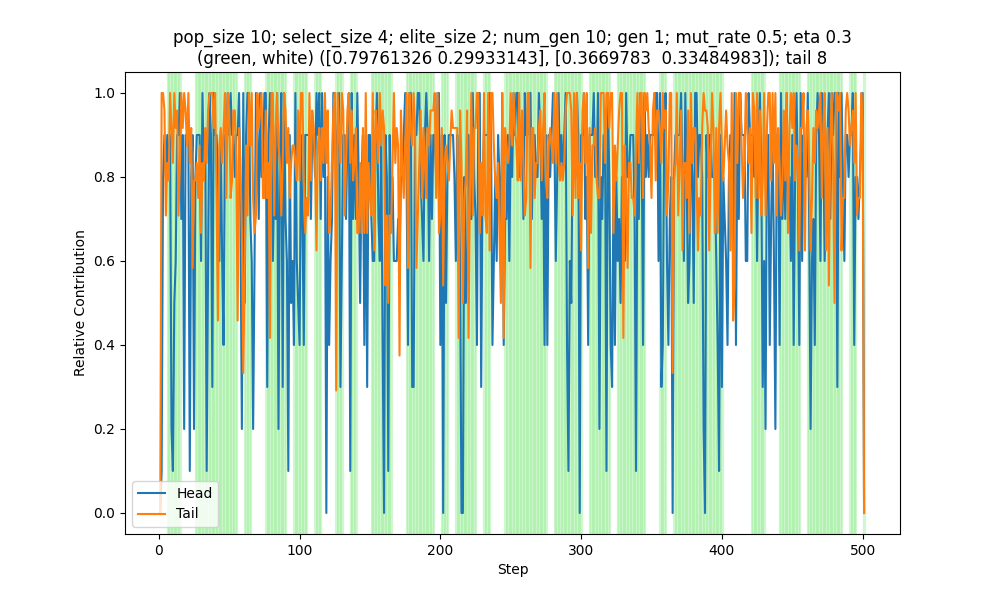 pop_size 10; select_size 4; elite_size 2; num_gen 10; gen 1; mut_rate 0.5; eta 0.3
(green, white) ([0.79761326 0.29933143], [0.3669783  0.33484983]); tail 8
1.0
0.8
0.6
0.4
0.2
0.0
Relative Contribution
Head
Tail
0
100
200
300
400
500
Step